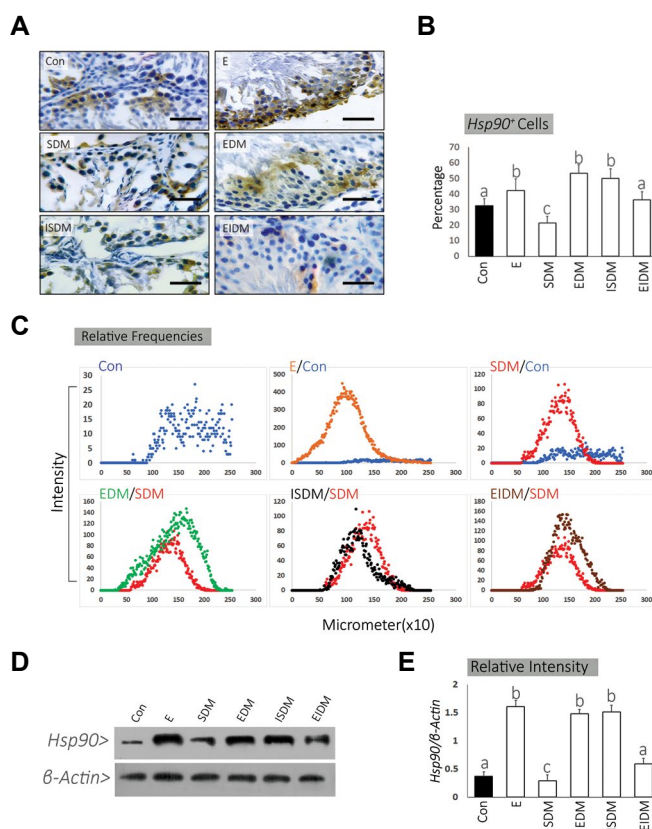 A
Con
E
SDM
EDM
ISDM
EIDM
B
Hsp90⁺ Cells
Percentage
70
60
50
40
30
20
10
0
a
b
c
b
b
a
Con
E
SDM
EDM
ISDM
EIDM
C
Relative Frequencies
Intensity
Con
30
25
20
15
10
5
0
0 50 100 150 200 250 300
E/Con
500
400
300
200
100
0
0 50 100 150 200 250 300
SDM/Con
120
100
80
60
40
20
0
0 50 100 150 200 250 300
EDM/SDM
160
140
120
100
80
60
40
20
0
0 50 100 150 200 250 300
ISDM/SDM
120
100
80
60
40
20
0
0 50 100 150 200 250 300
EIDM/SDM
180
160
140
120
100
80
60
40
20
0
0 50 100 150 200 250 300
Micrometer(x10)
D
Con E SDM EDM ISDM EIDM
Hsp90>
β-Actin>
E
Relative Intensity
Hsp90/β-Actin
2
1.5
1
0.5
0
a
b
c
b
b
a
Con
E
SDM
EDM
ISDM
EIDM